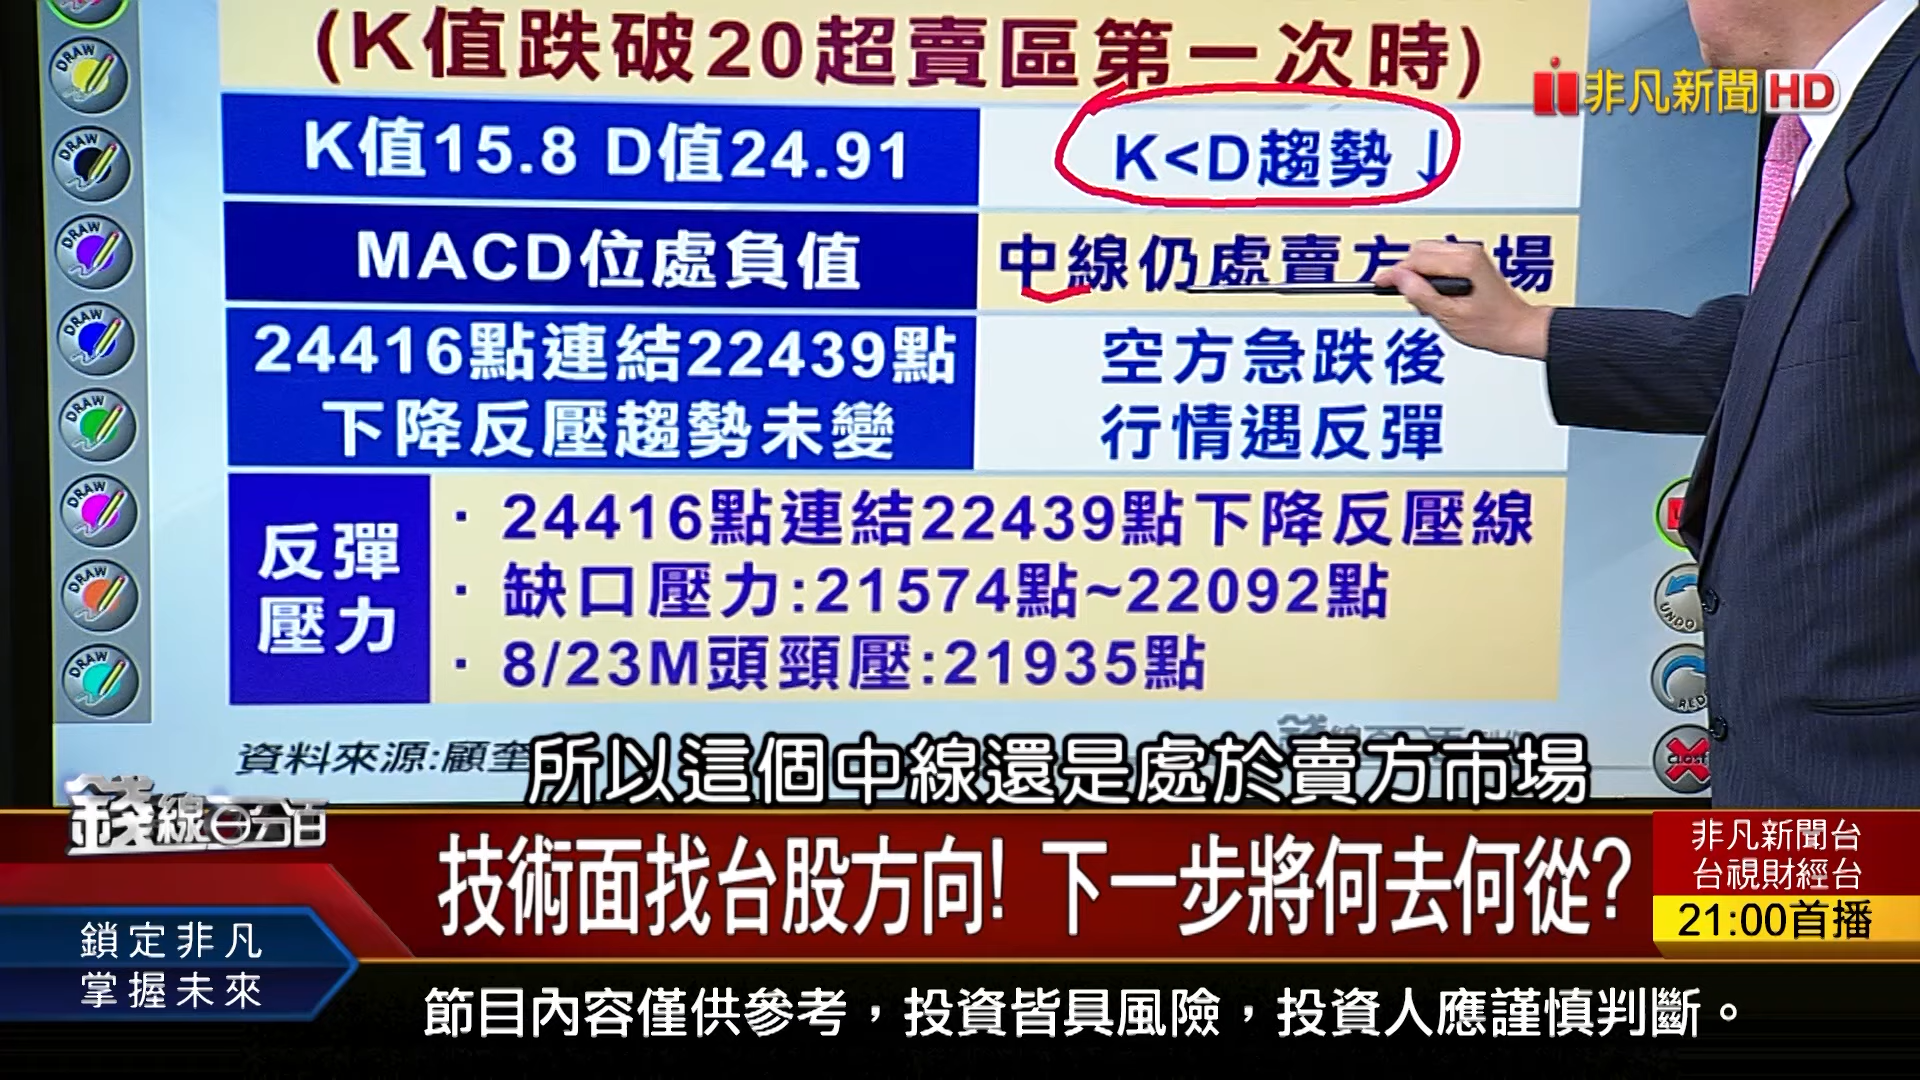 (K值跌破20超賣區第一次時)
非凡新聞HD
K值15.8 D值24.91
K<D趨勢↓
MACD位處負值
中線仍處賣方市場
24416點連結22439點
下降反壓趨勢未變
空方急跌後
行情遇反彈
反彈
壓力
· 24416點連結22439點下降反壓線
· 缺口壓力:21574點~22092點
· 8/23M頭頸壓:21935點
DRAW
DRAW
DRAW
DRAW
DRAW
DRAW
DRAW
DRAW
UNDO
CLOSE
資料來源:顧奎
所以這個中線還是處於賣方市場
錢線百分百
技術面找台股方向! 下一步將何去何從?
非凡新聞台
台視財經台
21:00首播
鎖定非凡
掌握未來
節目內容僅供參考，投資皆具風險，投資人應謹慎判斷。